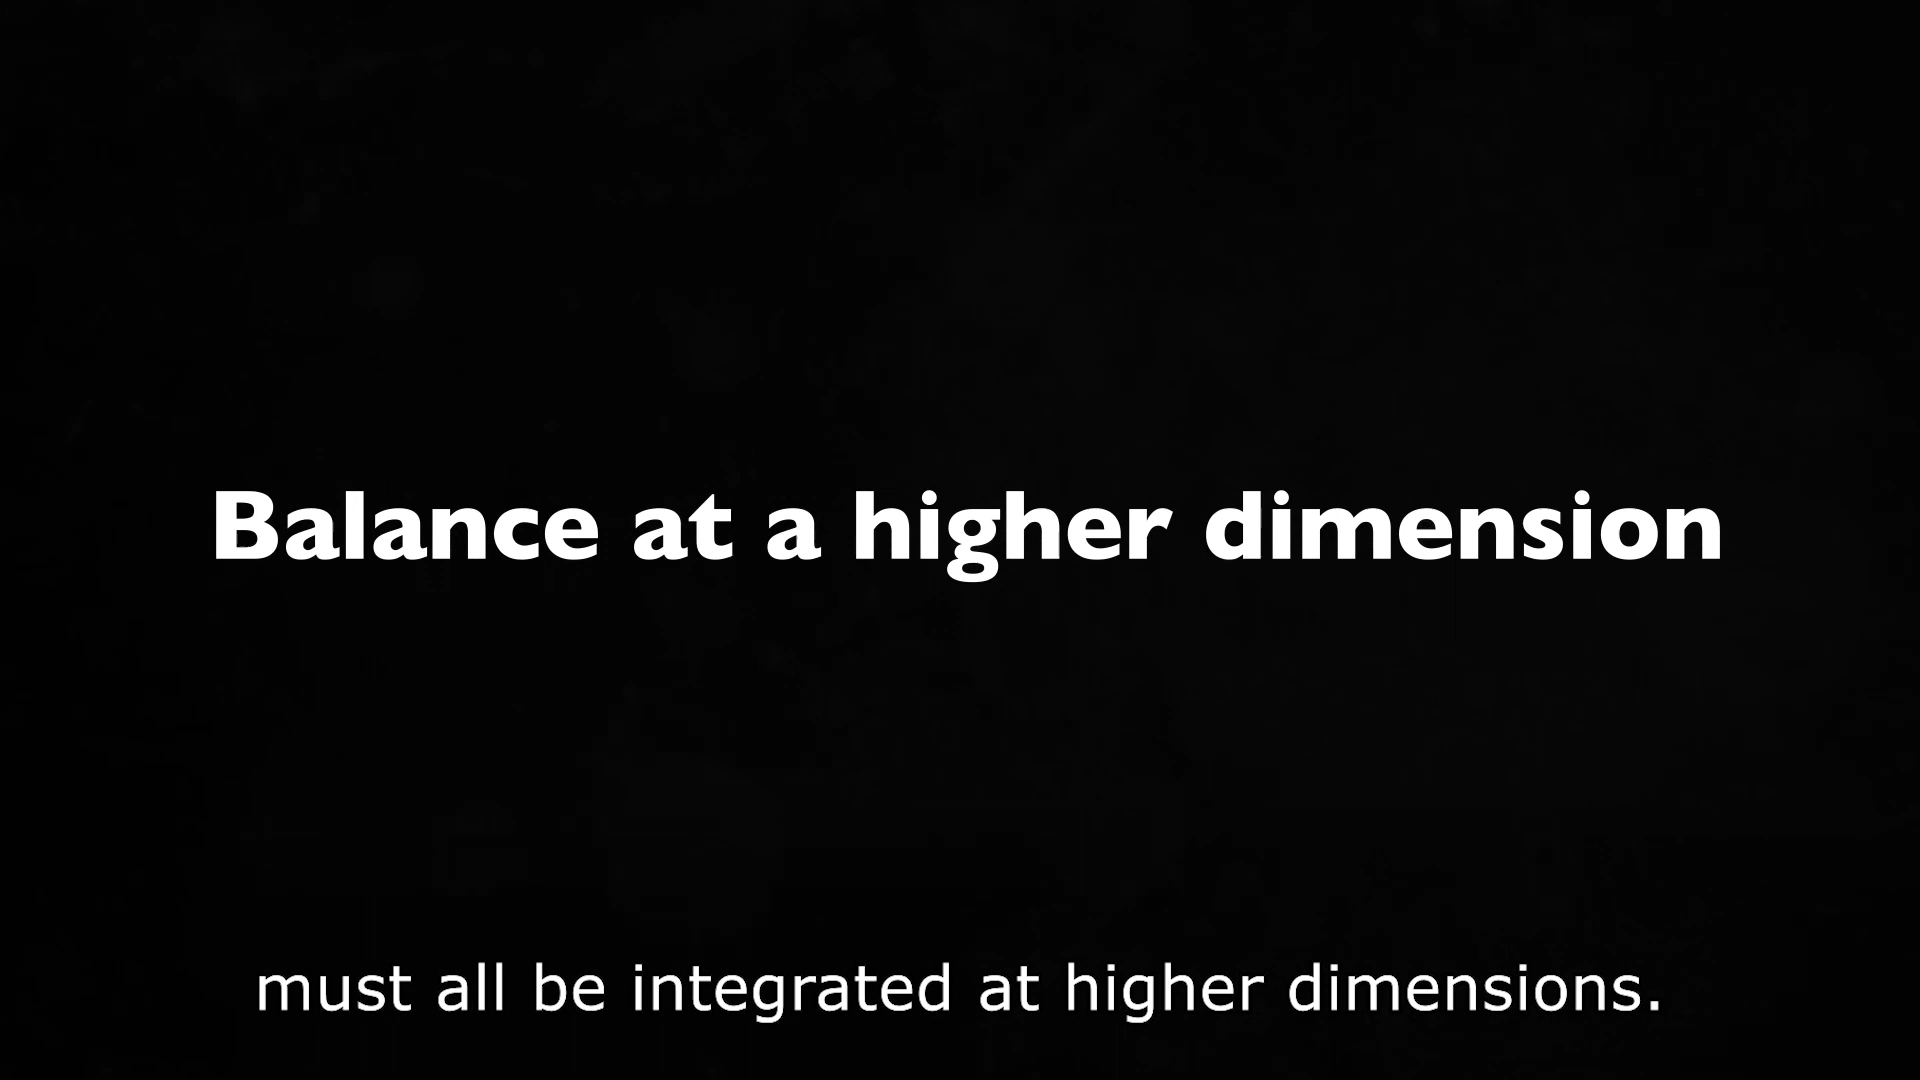 Balance at a higher dimension
must all be integrated at higher dimensions.